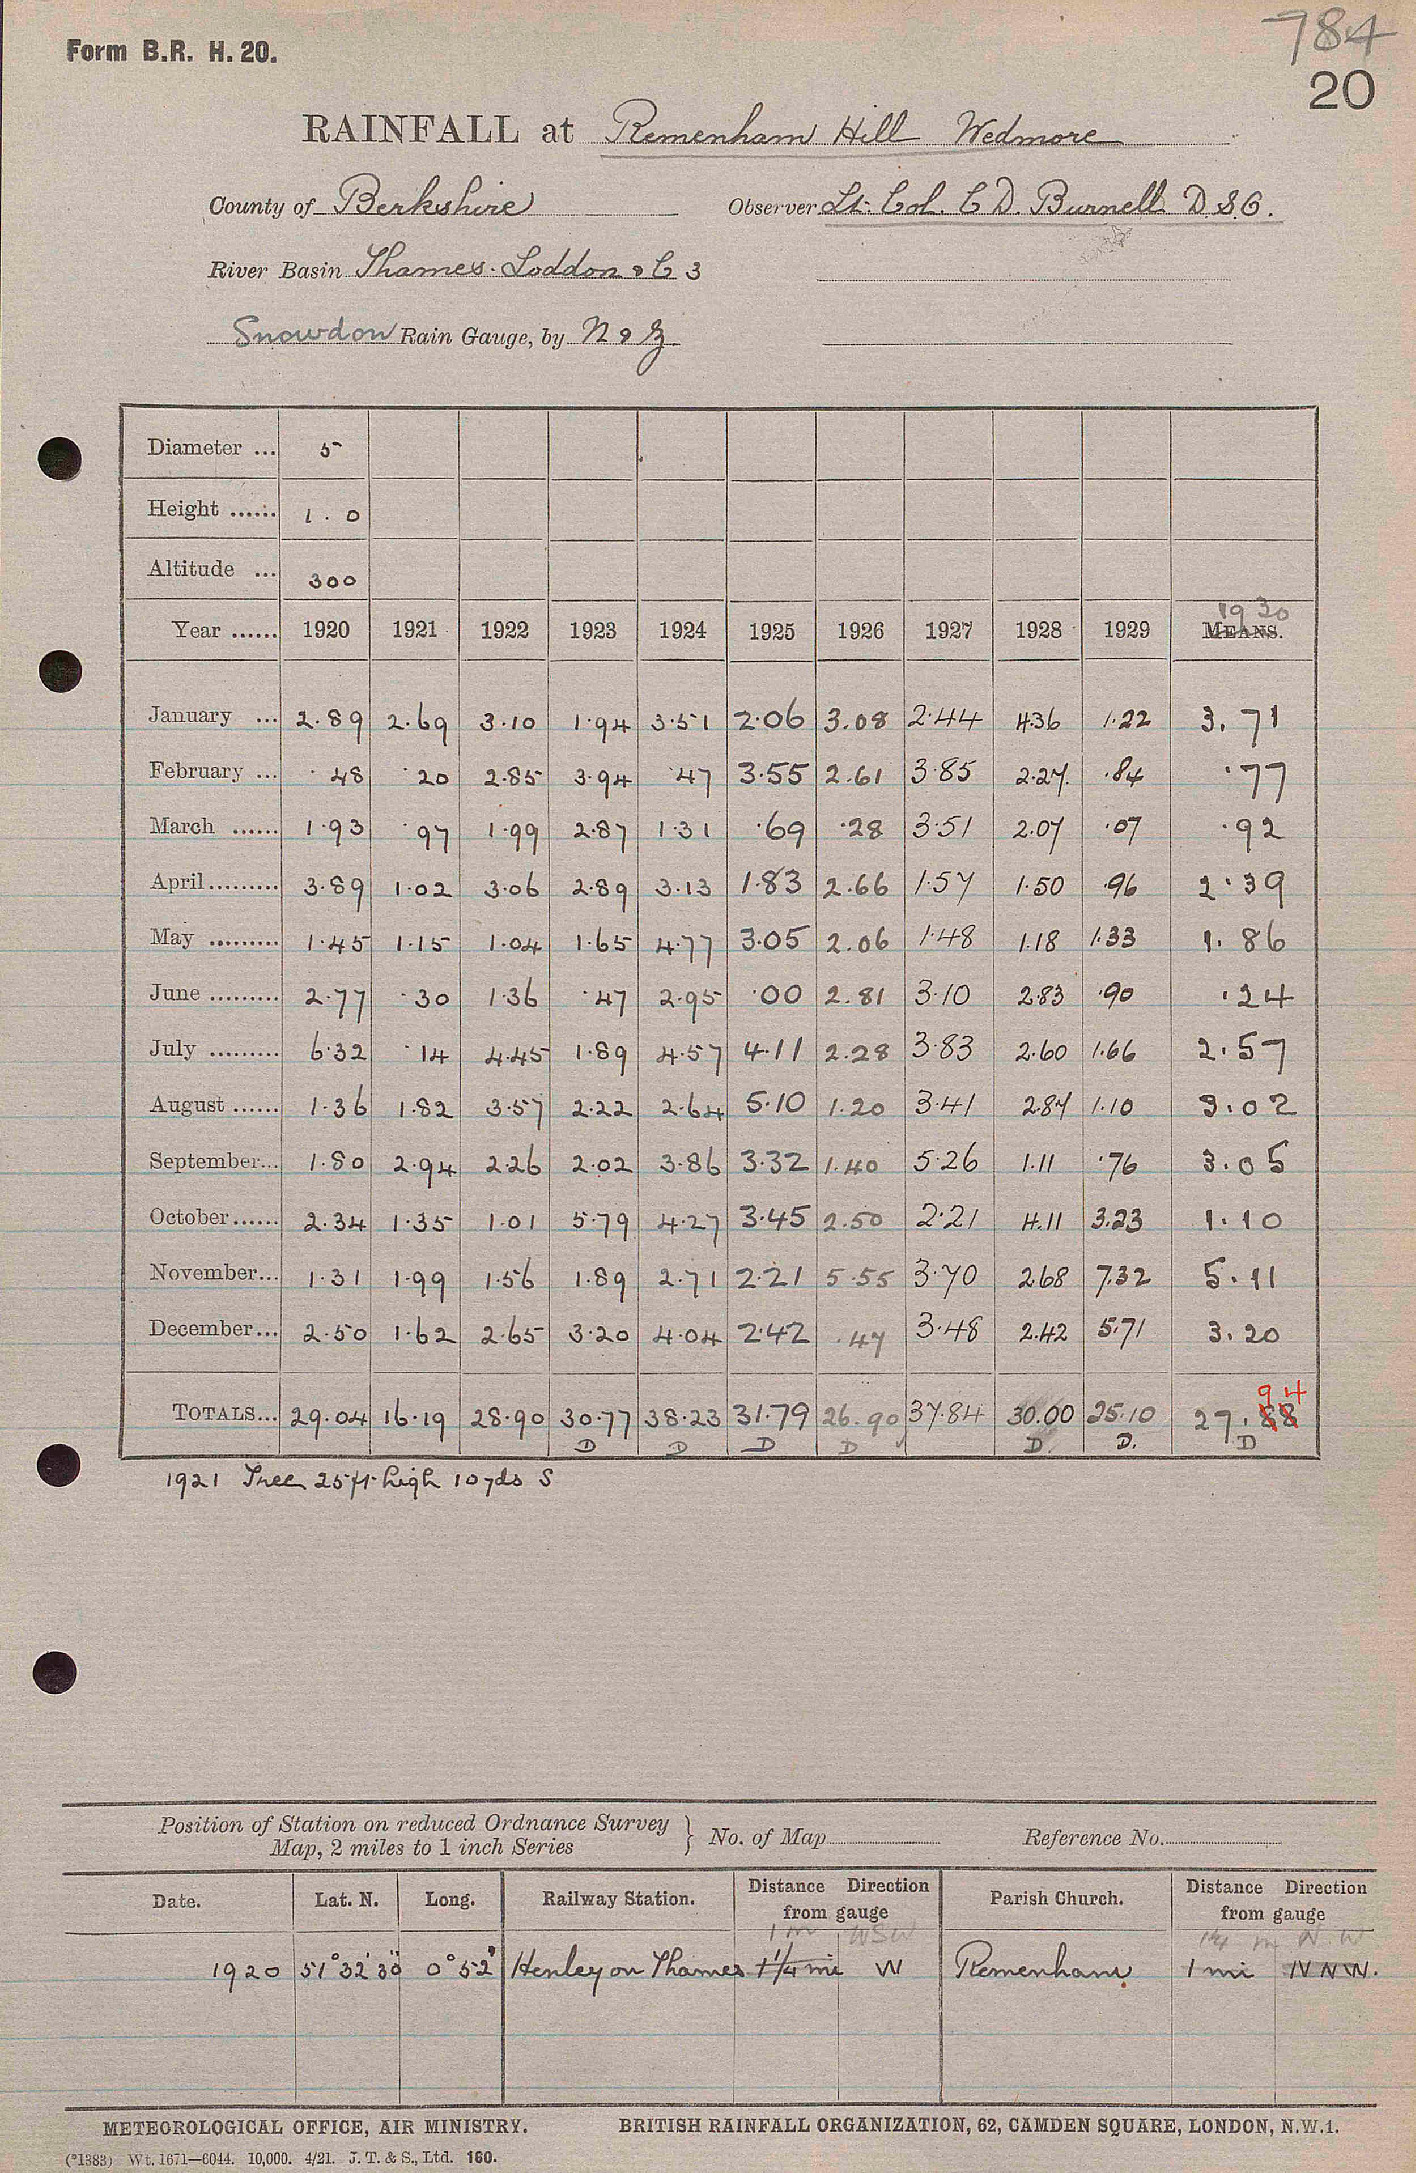 784
Form B.R. H. 20.
20
RAINFALL at Remenham Hill Wedmore
County of Berkshire Observer Lt. Col. C D. Burnell D S O.
River Basin Thames. Loddon & C 3
Snowdon Rain Gauge, by N & Z
Diameter ... 5
Height ...... 1.0
Altitude ... 300
1930
Year ...... 1920 1921 1922 1923 1924 1925 1926 1927 1928 1929 MEANS.
January ... 2.89 2.69 3.10 1.94 3.51 2.06 3.08 2.44 4.36 1.22 3.71
February ... .48 .20 2.85 3.94 .47 3.55 2.61 3.85 2.27 .84 .77
March ...... 1.93 .97 1.99 2.87 1.31 .69 .28 3.51 2.07 .07 .92
April......... 3.89 1.02 3.06 2.89 3.13 1.83 2.66 1.57 1.50 .96 2.39
May ......... 1.45 1.15 1.04 1.65 4.77 3.05 2.06 1.48 1.18 1.33 1.86
June ......... 2.77 .30 1.36 .47 2.95 .00 2.81 3.10 2.83 .90 .24
July ......... 6.32 .14 4.45 1.89 4.57 4.11 2.28 3.83 2.60 1.66 2.57
August ...... 1.36 1.82 3.57 2.22 2.64 5.10 1.20 3.41 2.87 1.10 3.02
September... 1.80 2.94 2.26 2.02 3.86 3.32 1.40 5.26 1.11 .76 3.05
October...... 2.34 1.35 1.01 5.79 4.27 3.45 2.50 2.21 4.11 3.23 1.10
November... 1.31 1.99 1.56 1.89 2.71 2.21 5.55 3.70 2.68 7.32 5.11
December... 2.50 1.62 2.65 3.20 4.04 2.42 .47 3.48 2.42 5.71 3.20
94
TOTALS... 29.04 16.19 28.90 30.77 38.23 31.79 26.90 37.84 30.00 25.10 27.88
D D D D D. D. D
1921 Tree 25 ft. high 10 yds S
Position of Station on reduced Ordnance Survey Map, 2 miles to 1 inch Series } No. of Map Reference No.
Date. Lat. N. Long. Railway Station. Distance Direction from gauge Parish Church. Distance Direction from gauge
1 m WSW 1¼ m N.W
1920 51°32'30" 0°52' Henley on Thames 1¼ mi W Remenham 1 mi NNW.
METEOROLOGICAL OFFICE, AIR MINISTRY. BRITISH RAINFALL ORGANIZATION, 62, CAMDEN SQUARE, LONDON, N.W.1.
(*1383) Wt. 1671—6044. 10,000. 4/21. J. T. & S., Ltd. 160.